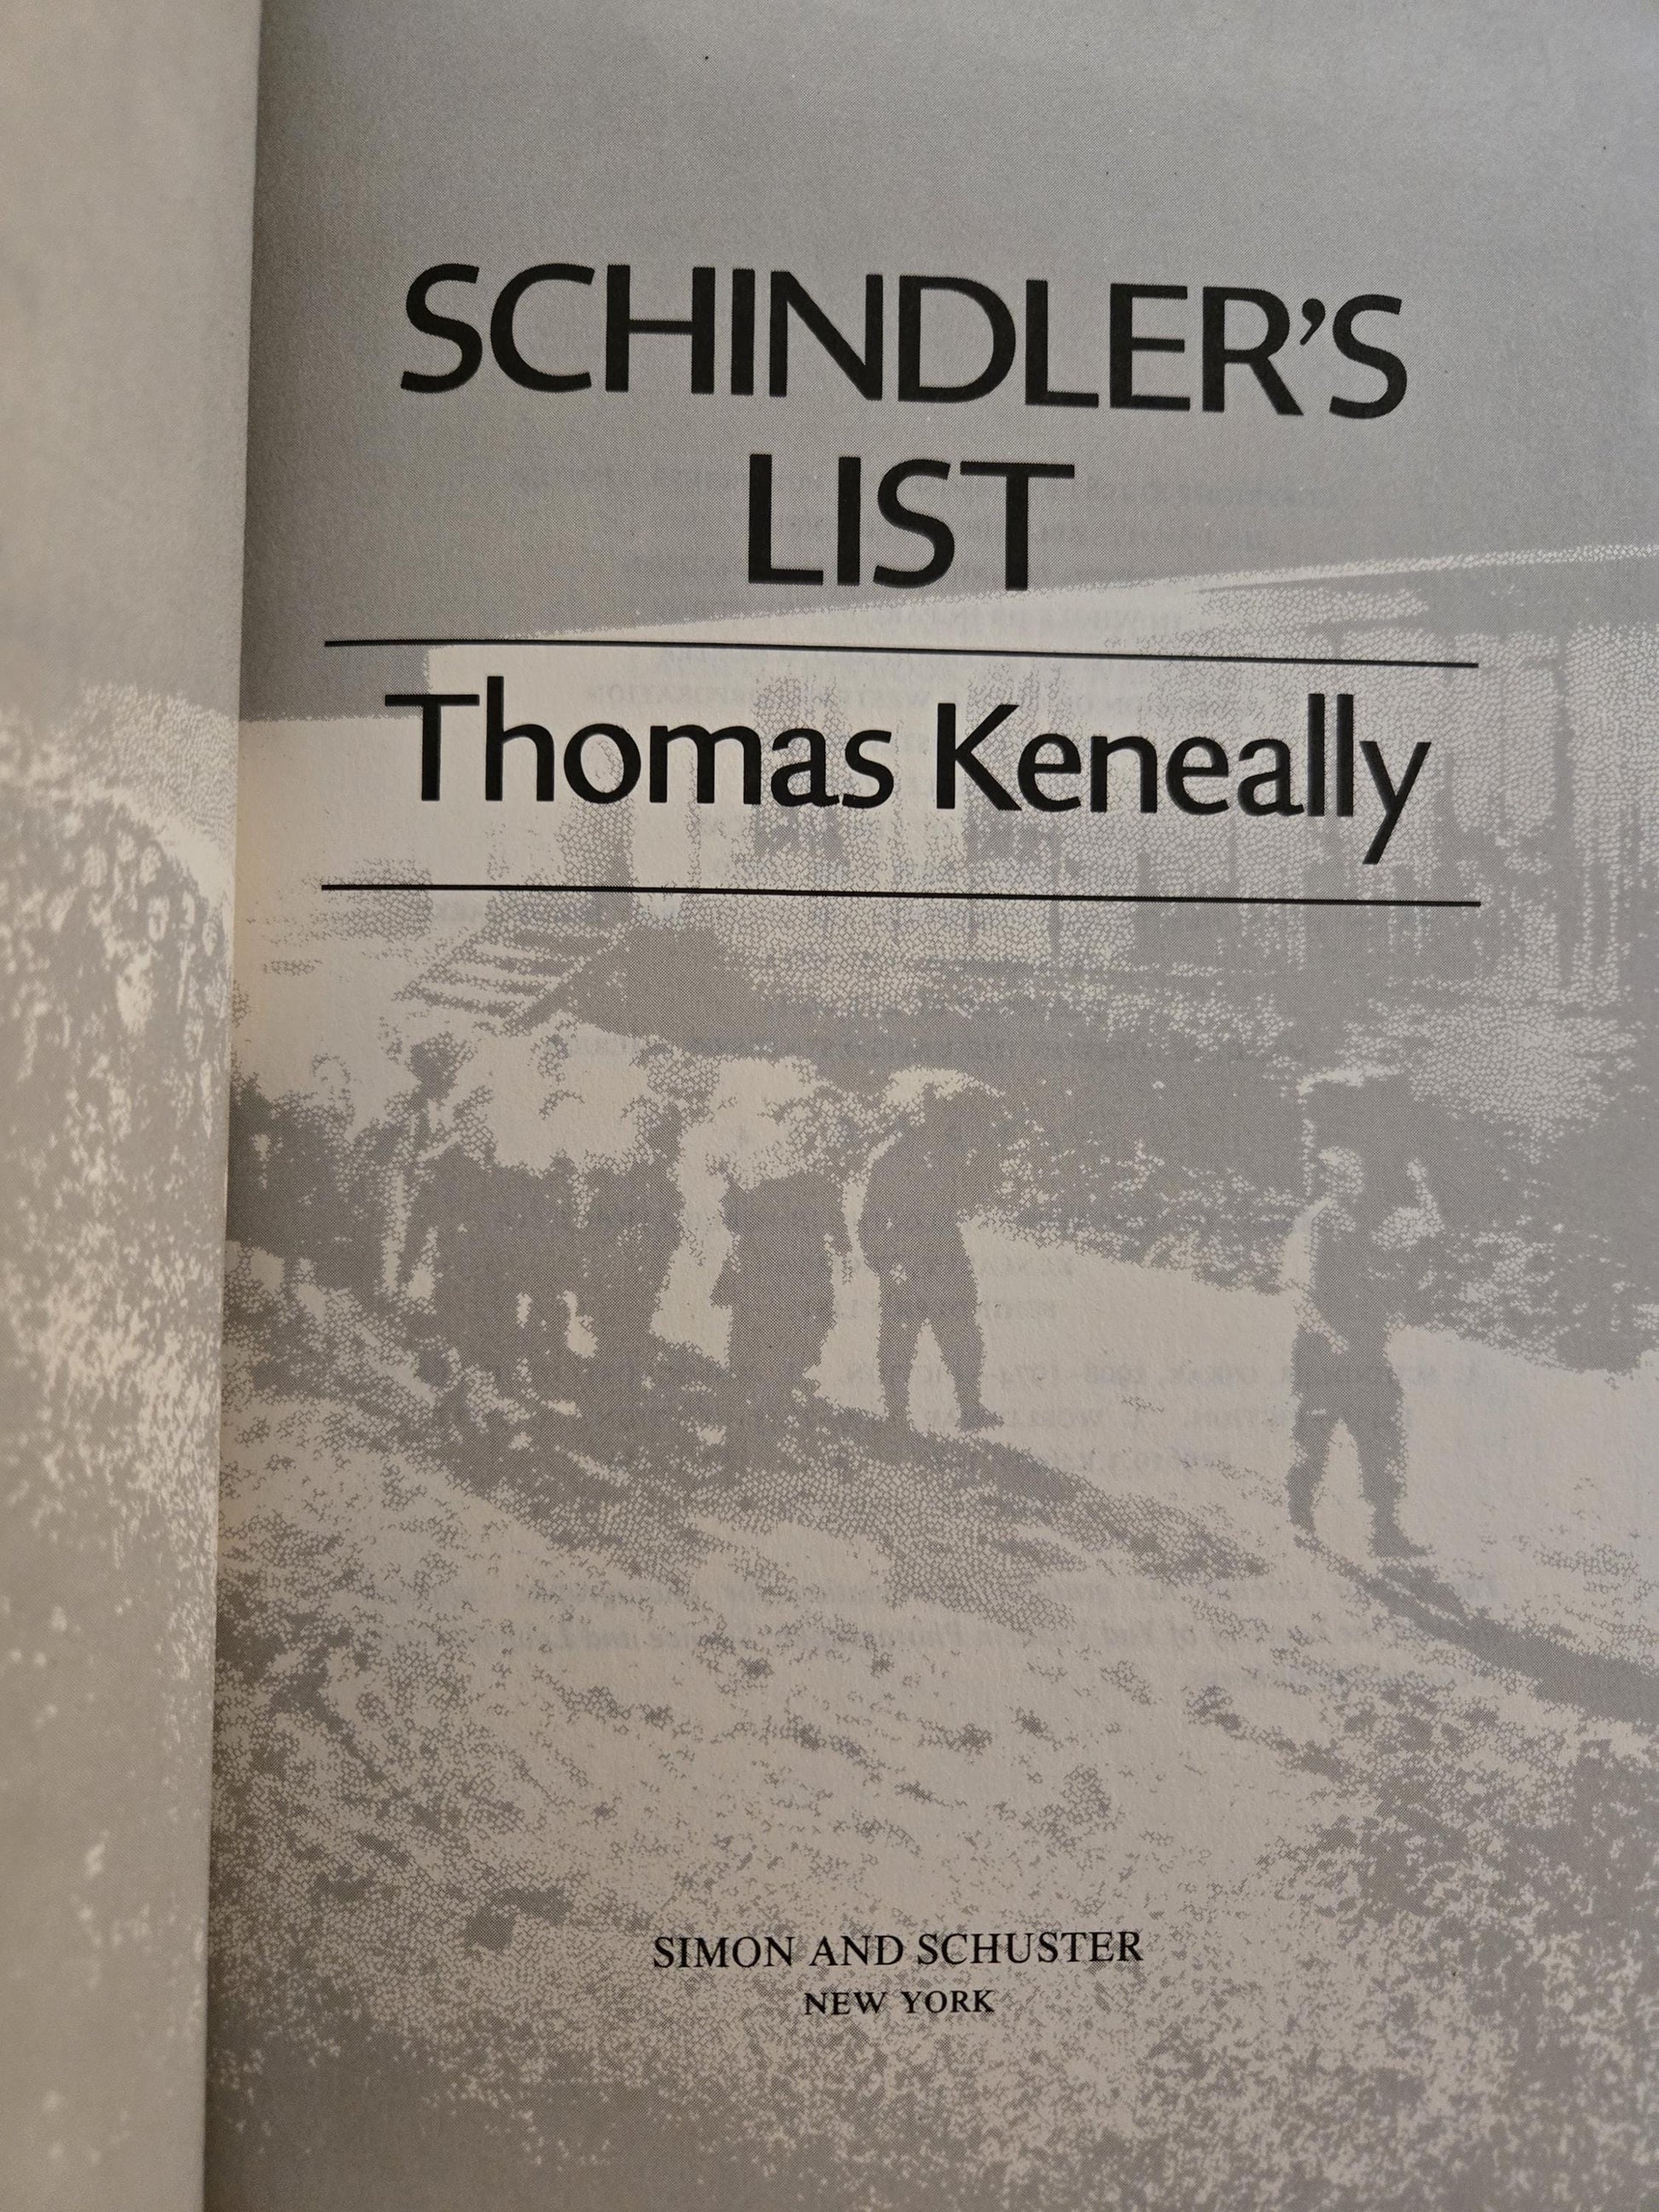 SCHINDLER'S
LIST
Thomas Keneally
SIMON AND SCHUSTER
NEW YORK